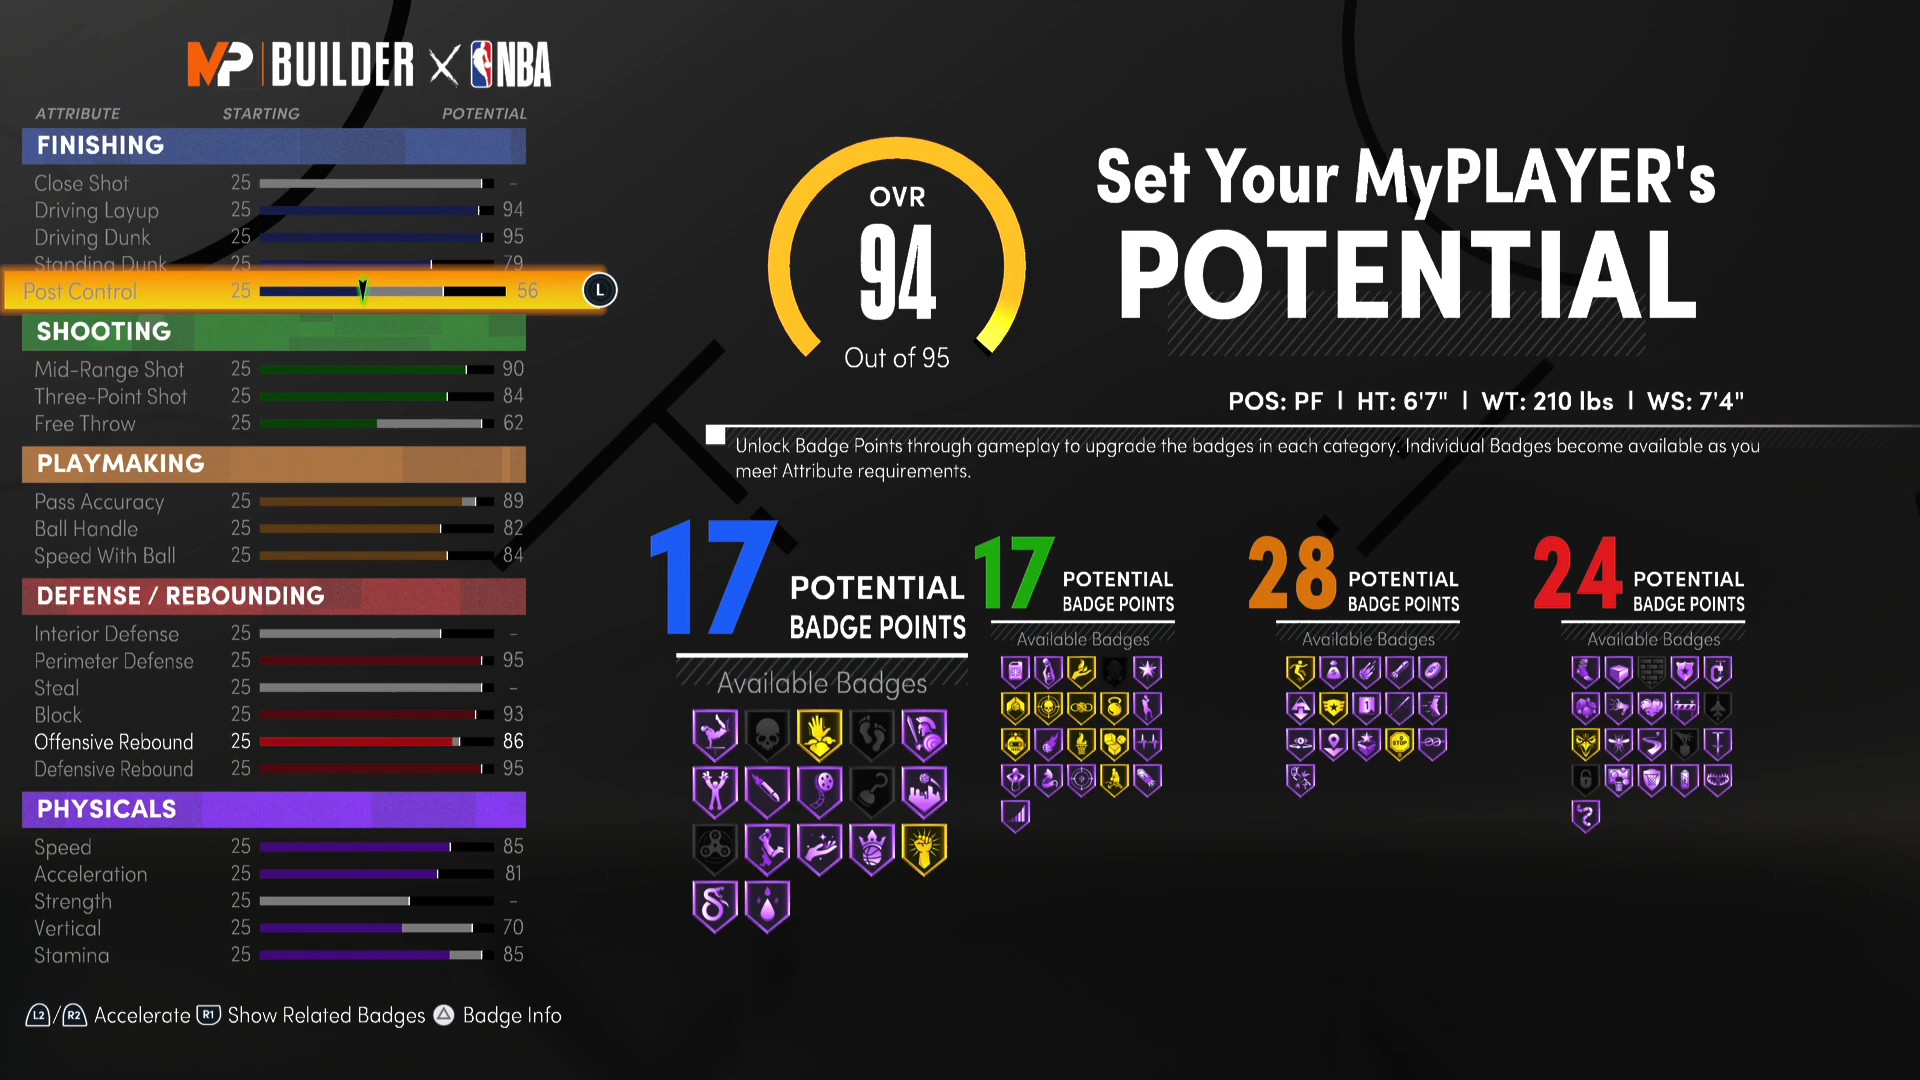 MP | BUILDER X NBA
ATTRIBUTE STARTING POTENTIAL
FINISHING
Close Shot 25 -
Driving Layup 25 94
Driving Dunk 25 95
Standing Dunk 25 79
Post Control 25 56 L
SHOOTING
Mid-Range Shot 25 90
Three-Point Shot 25 84
Free Throw 25 62
PLAYMAKING
Pass Accuracy 25 89
Ball Handle 25 82
Speed With Ball 25 84
DEFENSE / REBOUNDING
Interior Defense 25 -
Perimeter Defense 25 95
Steal 25 -
Block 25 93
Offensive Rebound 25 86
Defensive Rebound 25 95
PHYSICALS
Speed 25 85
Acceleration 25 81
Strength 25 -
Vertical 25 70
Stamina 25 85
L2/R2 Accelerate R1 Show Related Badges Badge Info
OVR
94
Out of 95
Set Your MyPLAYER's
POTENTIAL
POS: PF | HT: 6'7" | WT: 210 lbs | WS: 7'4"
Unlock Badge Points through gameplay to upgrade the badges in each category. Individual Badges become available as you
meet Attribute requirements.
17 POTENTIAL
BADGE POINTS
Available Badges
17 POTENTIAL
BADGE POINTS
Available Badges
28 POTENTIAL
BADGE POINTS
Available Badges
STOP
24 POTENTIAL
BADGE POINTS
Available Badges